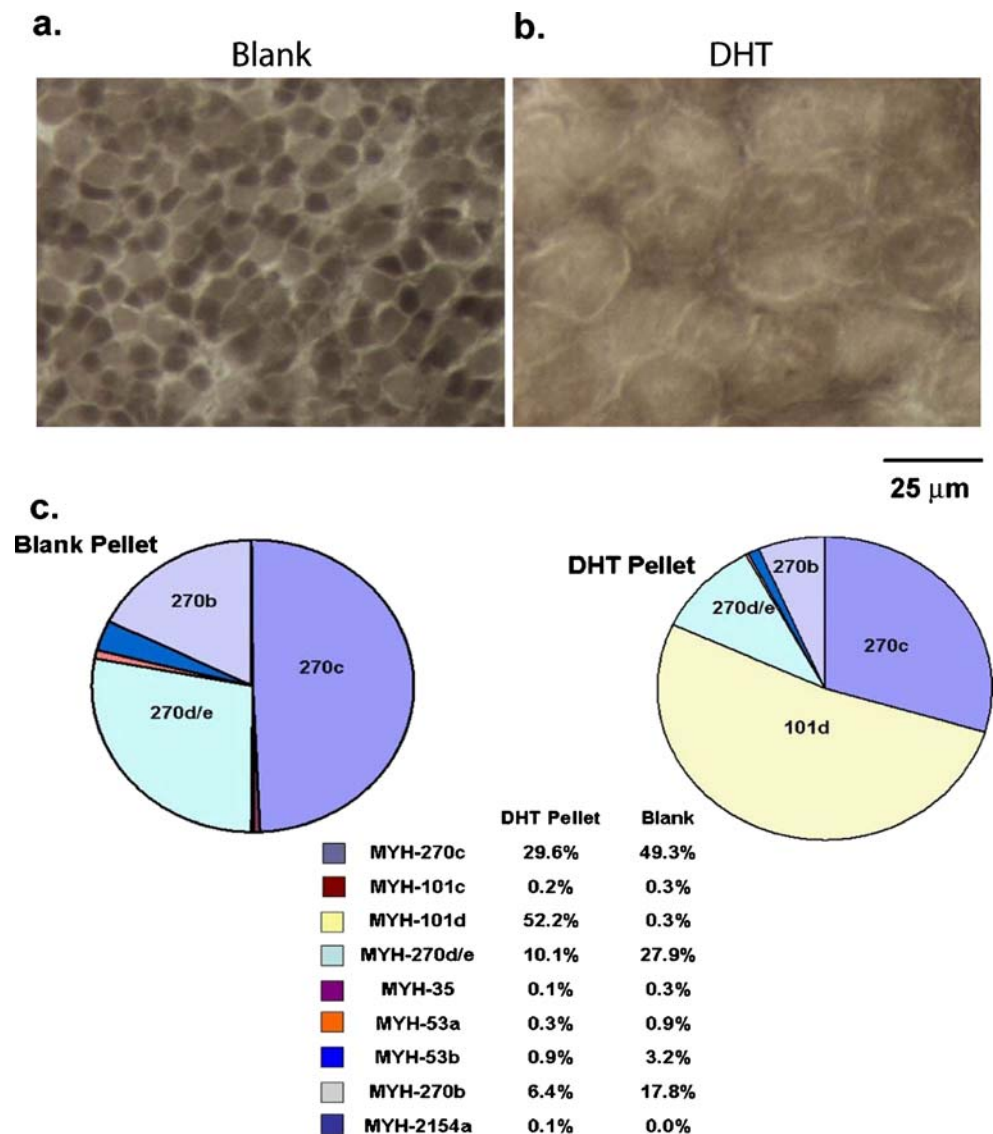 a.
Blank
b.
DHT
25 μm
c.
Blank Pellet
270b
270c
270d/e
DHT Pellet
270b
270d/e
270c
101d
DHT Pellet Blank
MYH-270c 29.6% 49.3%
MYH-101c 0.2% 0.3%
MYH-101d 52.2% 0.3%
MYH-270d/e 10.1% 27.9%
MYH-35 0.1% 0.3%
MYH-53a 0.3% 0.9%
MYH-53b 0.9% 3.2%
MYH-270b 6.4% 17.8%
MYH-2154a 0.1% 0.0%